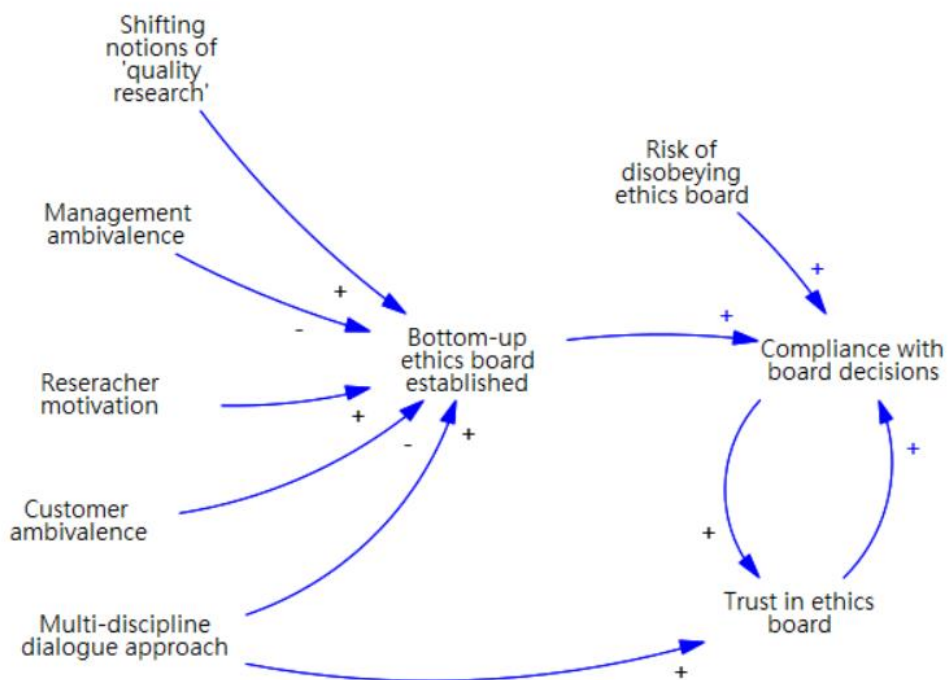 Shifting
notions of
'quality
research'
Risk of
disobeying
ethics board
Management
ambivalence
+
+
-
+
Bottom-up
ethics board
established
Compliance with
board decisions
Reseracher
motivation
+
+
-
+
Customer
ambivalence
+
Multi-discipline
dialogue approach
Trust in ethics
board
+